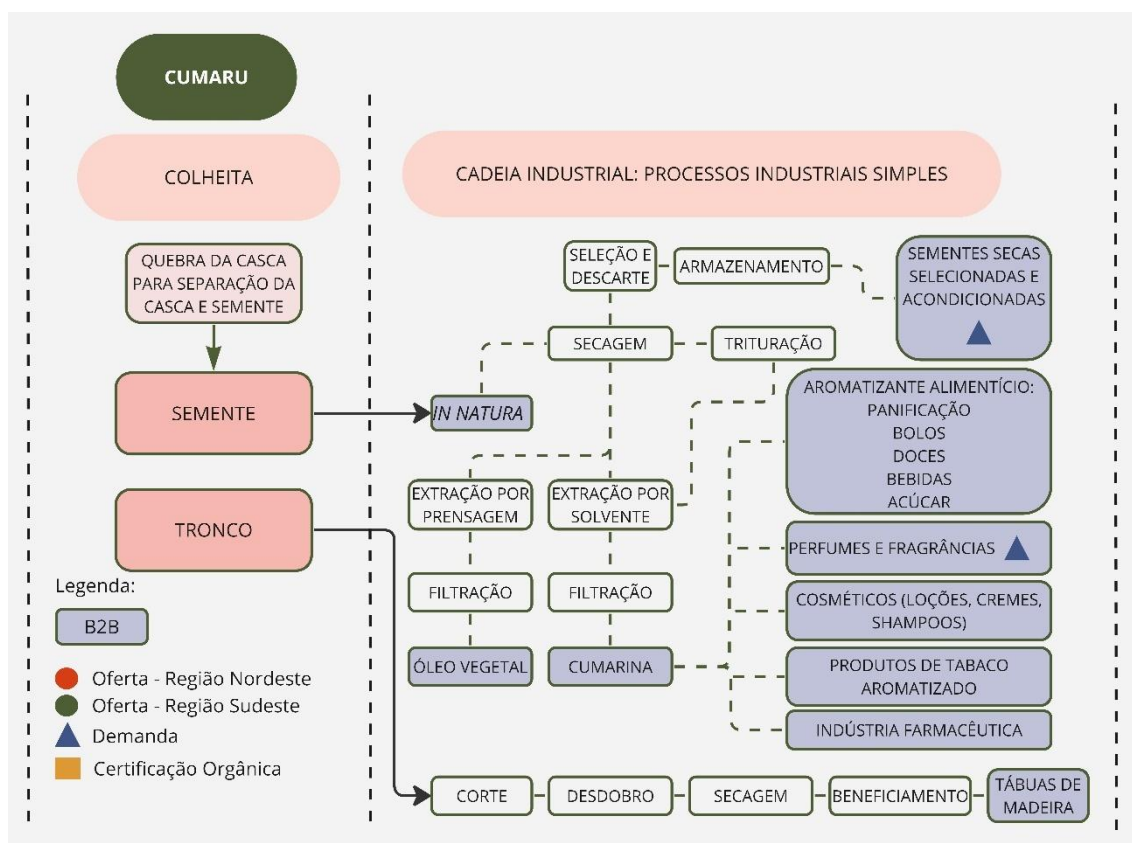 CUMARU
COLHEITA
CADEIA INDUSTRIAL: PROCESSOS INDUSTRIAIS SIMPLES
QUEBRA DA CASCA
PARA SEPARAÇÃO DA
CASCA E SEMENTE
SEMENTE
TRONCO
Legenda:
B2B
Oferta - Região Nordeste
Oferta - Região Sudeste
Demanda
Certificação Orgânica
SELEÇÃO E
DESCARTE
ARMAZENAMENTO
SEMENTES SECAS
SELECIONADAS E
ACONDICIONADAS
SECAGEM
TRITURAÇÃO
IN NATURA
AROMATIZANTE ALIMENTÍCIO:
PANIFICAÇÃO
BOLOS
DOCES
BEBIDAS
ACÚCAR
EXTRAÇÃO POR
PRENSAGEM
EXTRAÇÃO POR
SOLVENTE
PERFUMES E FRAGRÂNCIAS
FILTRAÇÃO
FILTRAÇÃO
COSMÉTICOS (LOÇÕES, CREMES,
SHAMPOOS)
ÓLEO VEGETAL
CUMARINA
PRODUTOS DE TABACO
AROMATIZADO
INDÚSTRIA FARMACÊUTICA
CORTE
DESDOBRO
SECAGEM
BENEFICIAMENTO
TÁBUAS DE
MADEIRA